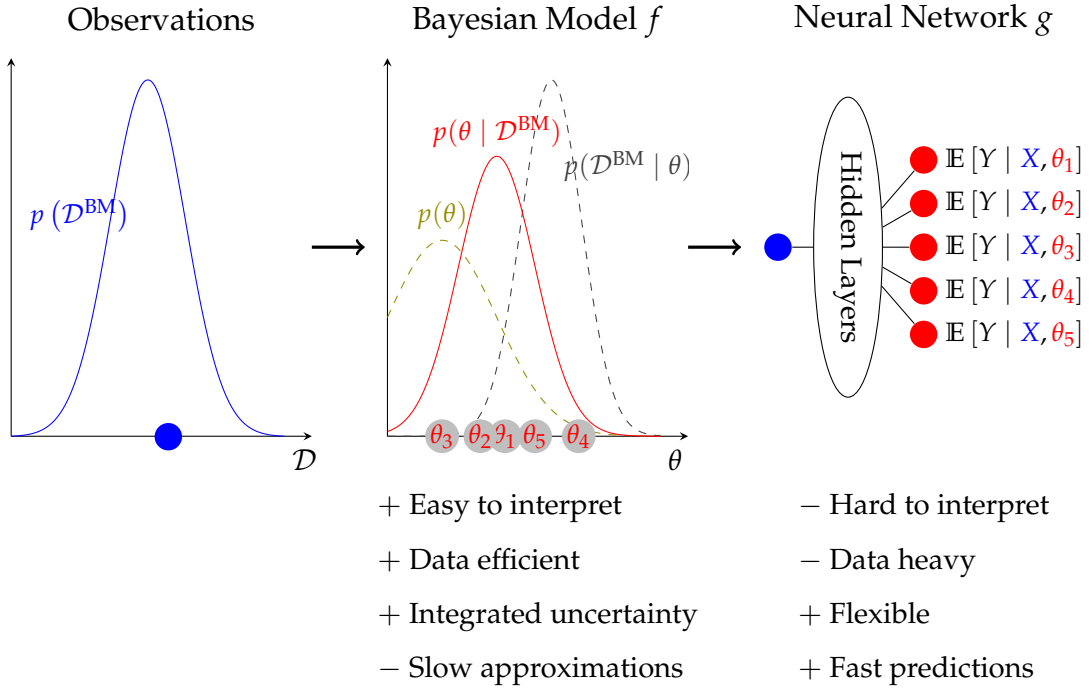 Observations
Bayesian Model f
Neural Network g
p (𝒟^BM)
𝒟
p(θ | 𝒟^BM)
p(𝒟^BM | θ)
p(θ)
θ₃ θ₂ θ₁ θ₅ θ₄
θ
Hidden Layers
𝔼 [Y | X, θ₁]
𝔼 [Y | X, θ₂]
𝔼 [Y | X, θ₃]
𝔼 [Y | X, θ₄]
𝔼 [Y | X, θ₅]
+ Easy to interpret
+ Data efficient
+ Integrated uncertainty
− Slow approximations
− Hard to interpret
− Data heavy
+ Flexible
+ Fast predictions